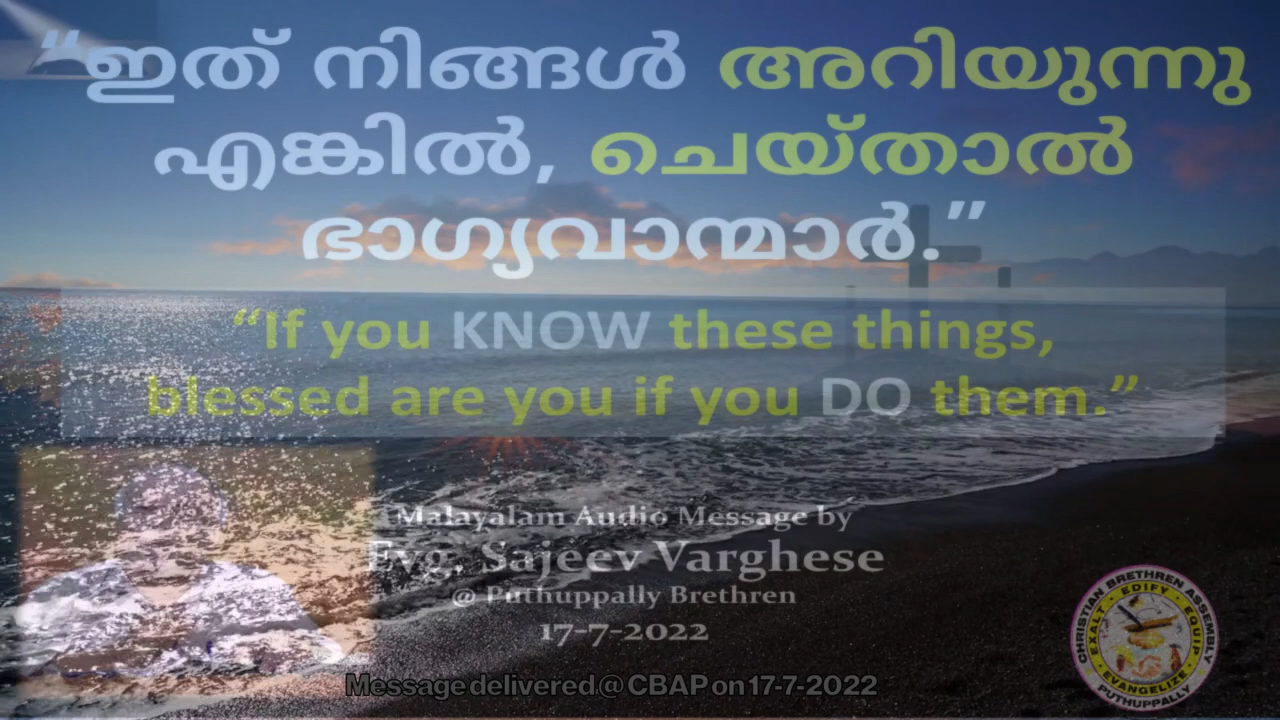 “ഇത് നിങ്ങൾ അറിയുന്നു
എങ്കിൽ, ചെയ്താൽ
ഭാഗ്യവാന്മാർ.”
“If you KNOW these things,
blessed are you if you DO them.”
Malayalam Audio Message by
Evg. Sajeev Varghese
@ Puthuppally Brethren
17-7-2022
Message delivered @ CBAP on 17-7-2022
CHRISTIAN BRETHREN ASSEMBLY
EXALT · EDIFY · EQUIP
EVANGELIZE
PUTHUPPALLY